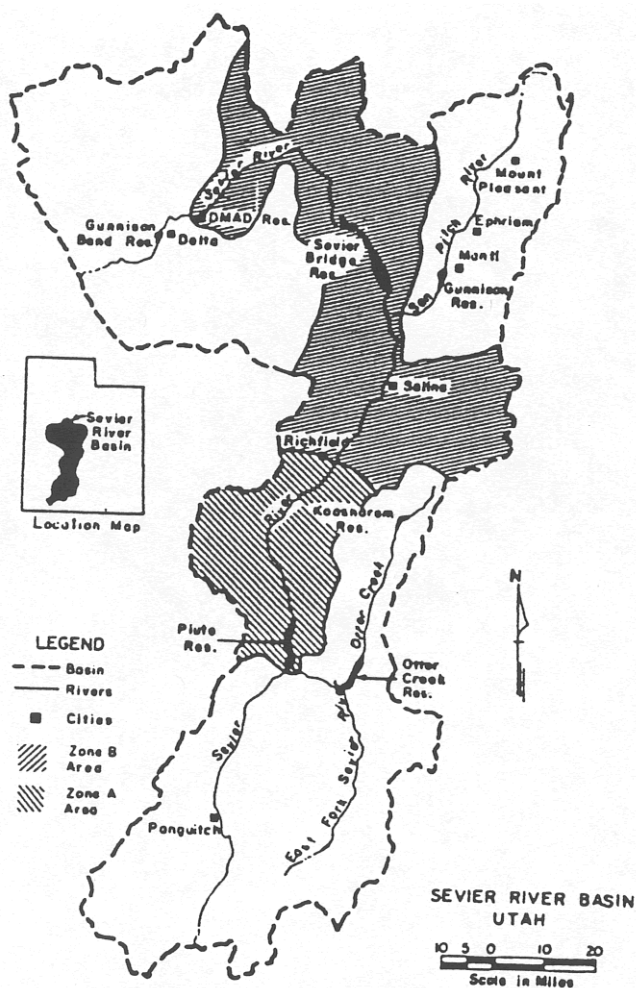 Sevier River
River
Mount
Pleasant
Pitch
Ephriam
Manti
San
Gunnison
Res.
DMAD Res.
Gunnison
Bend Res.
Delta
Sevier
Bridge
Res.
Salina
Sevier
River
Basin
Location Map
Richfield
River
Koosharem
Res.
Otter Creek
N
Piute
Res.
Otter
Creek
Res.
LEGEND
Basin
Rivers
Cities
Zone B
Area
Zone A
Area
Sevier
Riv
East Fork Sevier
Panguitch
SEVIER RIVER BASIN
UTAH
10 5 0 10 20
Scale in Miles